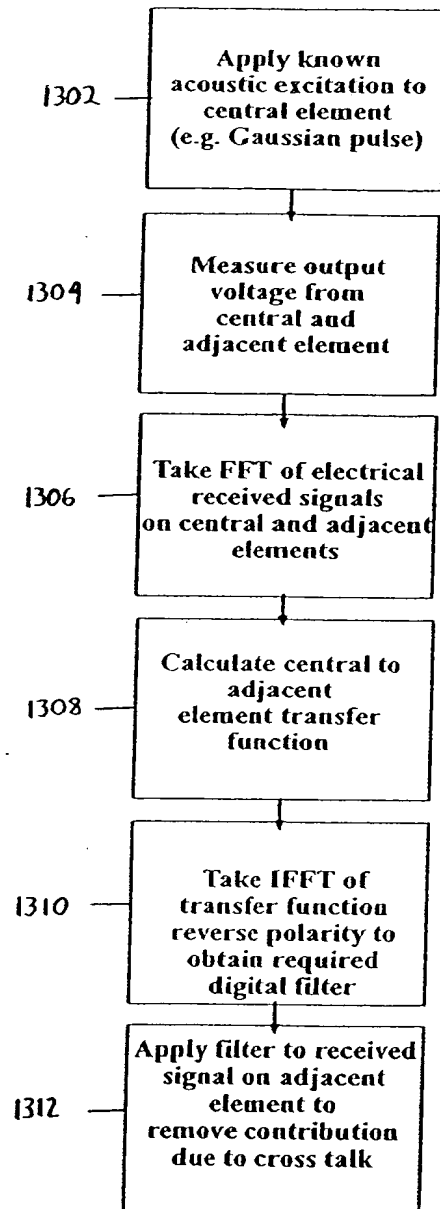 1302
Apply known
acoustic excitation to
central element
(e.g. Gaussian pulse)
1304
Measure output
voltage from
central and
adjacent element
1306
Take FFT of electrical
received signals
on central and adjacent
elements
1308
Calculate central to
adjacent
element transfer
function
1310
Take IFFT of
transfer function
reverse polarity to
obtain required
digital filter
1312
Apply filter to received
signal on adjacent
element to
remove contribution
due to cross talk